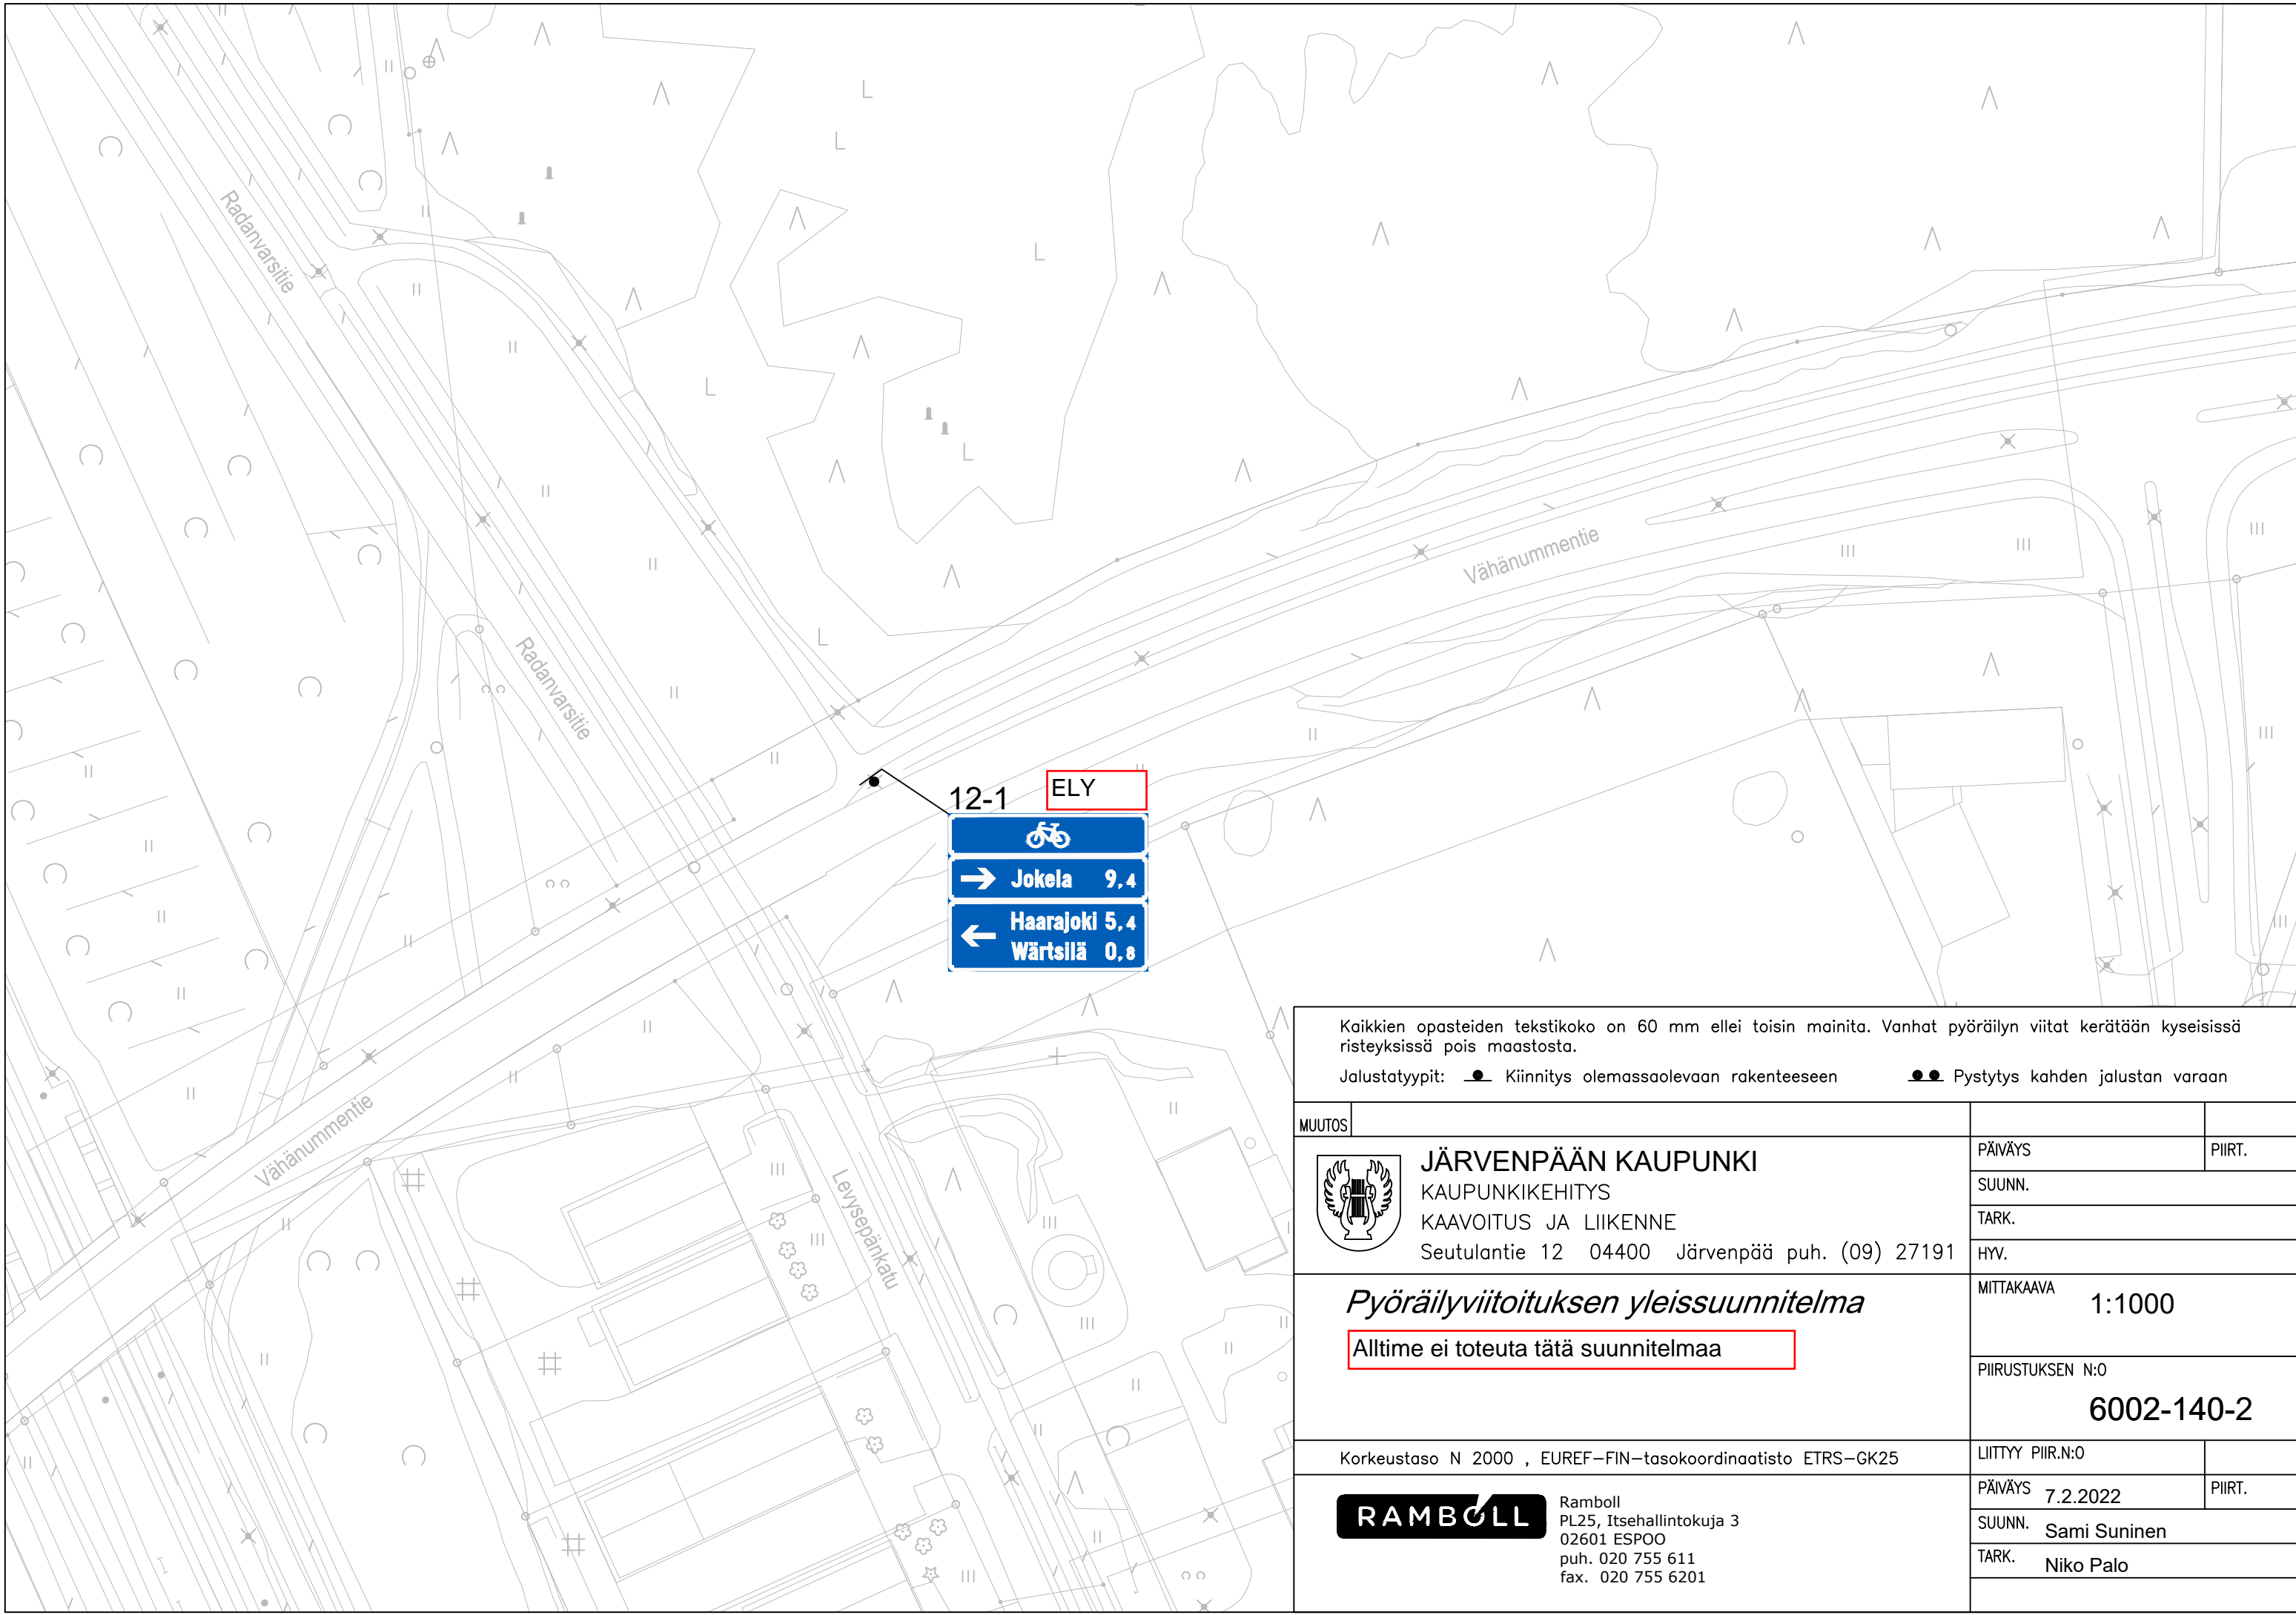 Radanvarsitie
Radanvarsitie
Vähänummentie
12-1
ELY
Jokela 9,4
Haarajoki 5,4
Wärtsilä 0,8
Vähänummentie
Levysepänkatu
Kaikkien opasteiden tekstikoko on 60 mm ellei toisin mainita. Vanhat pyöräilyn viitat kerätään kyseisissä
risteyksissä pois maastosta.
Jalustatyypit: Kiinnitys olemassaolevaan rakenteeseen Pystytys kahden jalustan varaan
MUUTOS
JÄRVENPÄÄN KAUPUNKI
KAUPUNKIKEHITYS
KAAVOITUS JA LIIKENNE
Seutulantie 12 04400 Järvenpää puh. (09) 27191
PÄIVÄYS PIIRT.
SUUNN.
TARK.
HYV.
Pyöräilyviitoituksen yleissuunnitelma
Alltime ei toteuta tätä suunnitelmaa
MITTAKAAVA
1:1000
PIIRUSTUKSEN N:O
6002-140-2
Korkeustaso N 2000 , EUREF-FIN-tasokoordinaatisto ETRS-GK25
LIITTYY PIIR.N:O
RAMBOLL
Ramboll
PL25, Itsehallintokuja 3
02601 ESPOO
puh. 020 755 611
fax. 020 755 6201
PÄIVÄYS 7.2.2022 PIIRT.
SUUNN. Sami Suninen
TARK. Niko Palo